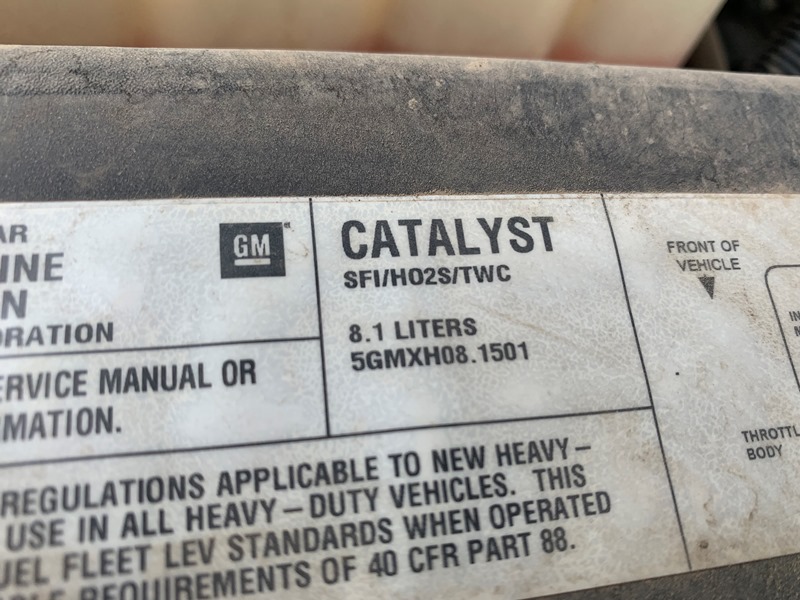 AR
INE
N
ORATION
GM
ERVICE MANUAL OR
MATION.
CATALYST
SFI/HO2S/TWC
8.1 LITERS
5GMXH08.1501
FRONT OF
VEHICLE
IN
THROTTL
BODY
REGULATIONS APPLICABLE TO NEW HEAVY-
USE IN ALL HEAVY-DUTY VEHICLES. THIS
UEL FLEET LEV STANDARDS WHEN OPERATED
BLE REQUIREMENTS OF 40 CFR PART 88.